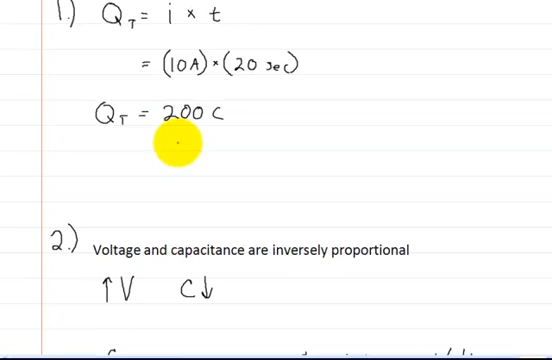 1.) Q_T = i × t
= (10A) × (20 sec)
Q_T = 200 C
2.) Voltage and capacitance are inversely proportional
↑V C↓